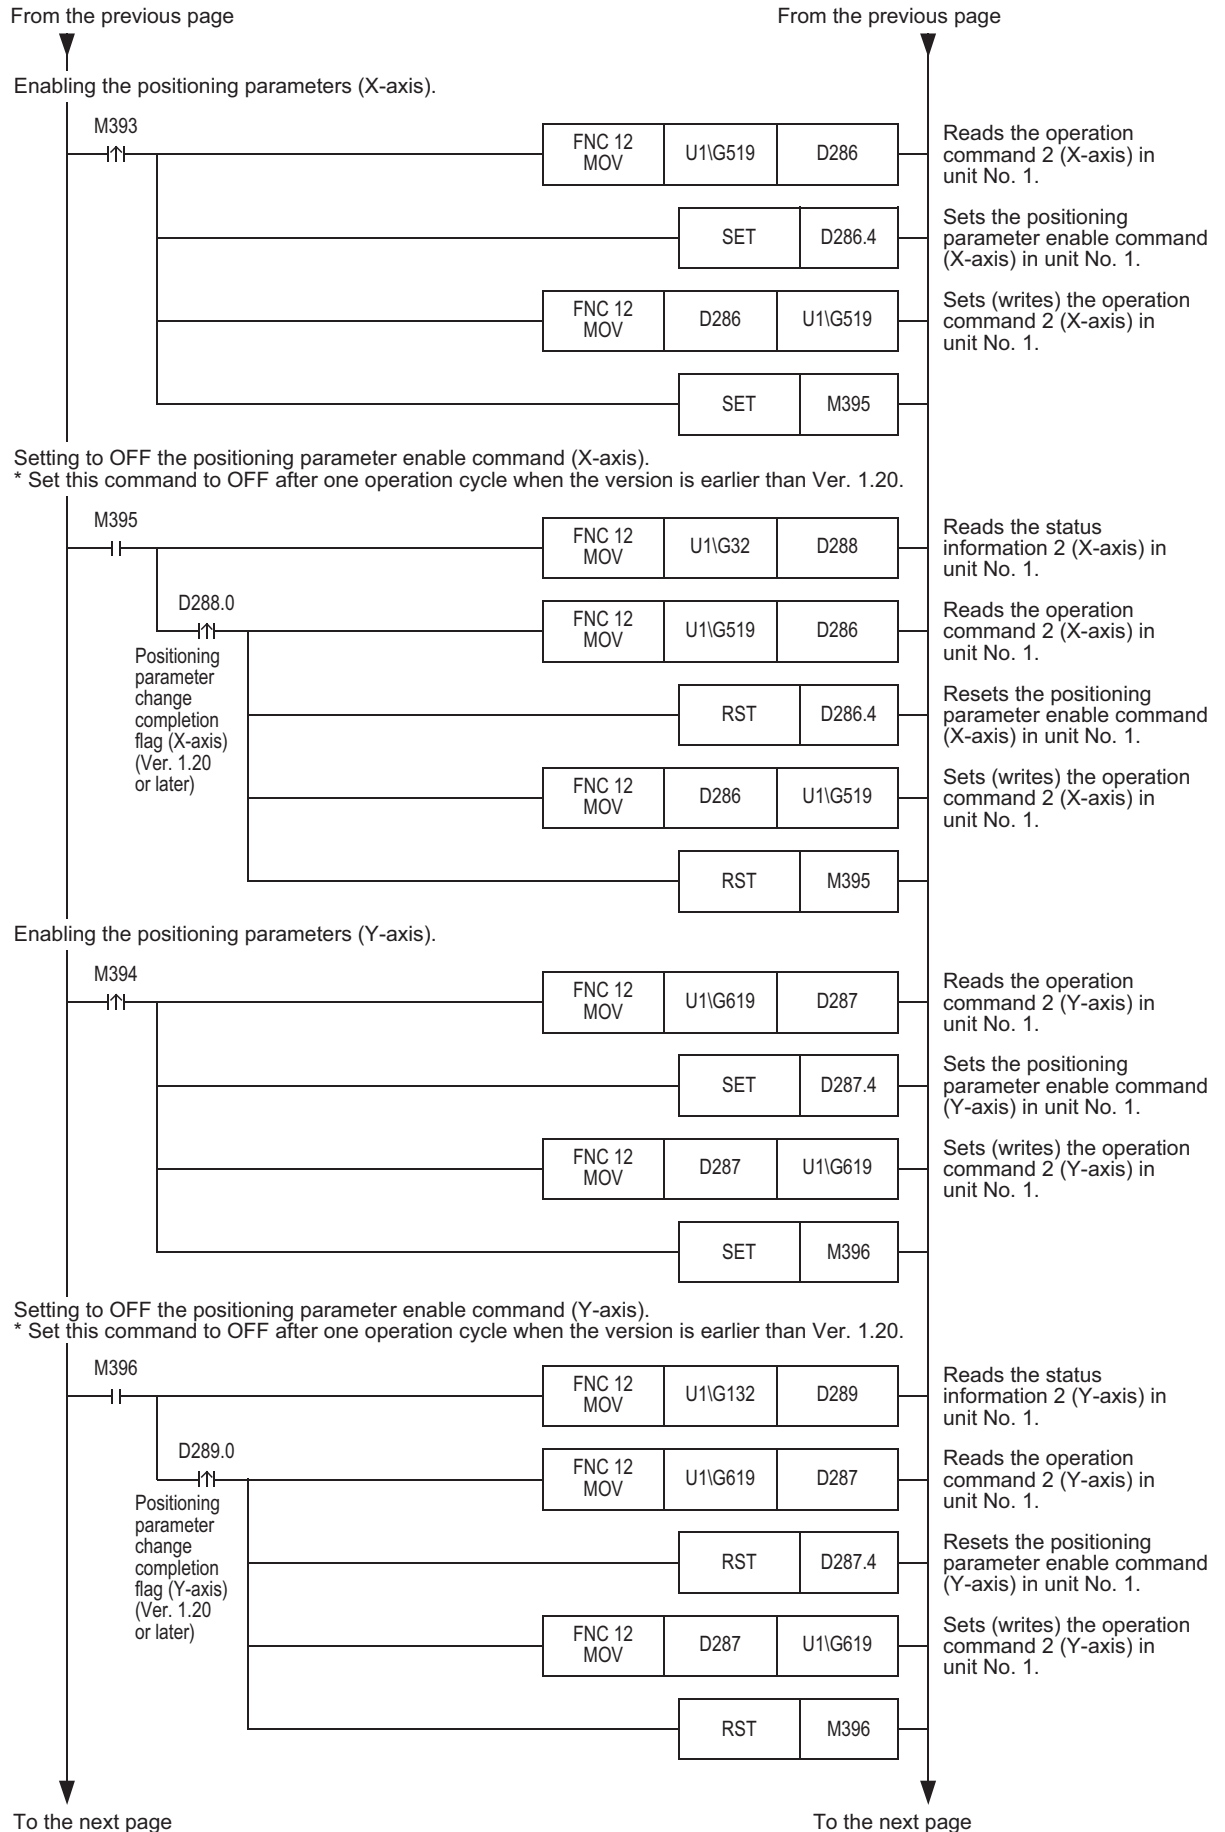 From the previous page
From the previous page
Enabling the positioning parameters (X-axis).
M393
FNC 12
MOV
U1\G519
D286
Reads the operation
command 2 (X-axis) in
unit No. 1.
SET
D286.4
Sets the positioning
parameter enable command
(X-axis) in unit No. 1.
FNC 12
MOV
D286
U1\G519
Sets (writes) the operation
command 2 (X-axis) in
unit No. 1.
SET
M395
Setting to OFF the positioning parameter enable command (X-axis).
* Set this command to OFF after one operation cycle when the version is earlier than Ver. 1.20.
M395
FNC 12
MOV
U1\G32
D288
Reads the status
information 2 (X-axis) in
unit No. 1.
D288.0
Positioning
parameter
change
completion
flag (X-axis)
(Ver. 1.20
or later)
FNC 12
MOV
U1\G519
D286
Reads the operation
command 2 (X-axis) in
unit No. 1.
RST
D286.4
Resets the positioning
parameter enable command
(X-axis) in unit No. 1.
FNC 12
MOV
D286
U1\G519
Sets (writes) the operation
command 2 (X-axis) in
unit No. 1.
RST
M395
Enabling the positioning parameters (Y-axis).
M394
FNC 12
MOV
U1\G619
D287
Reads the operation
command 2 (Y-axis) in
unit No. 1.
SET
D287.4
Sets the positioning
parameter enable command
(Y-axis) in unit No. 1.
FNC 12
MOV
D287
U1\G619
Sets (writes) the operation
command 2 (Y-axis) in
unit No. 1.
SET
M396
Setting to OFF the positioning parameter enable command (Y-axis).
* Set this command to OFF after one operation cycle when the version is earlier than Ver. 1.20.
M396
FNC 12
MOV
U1\G132
D289
Reads the status
information 2 (Y-axis) in
unit No. 1.
D289.0
Positioning
parameter
change
completion
flag (Y-axis)
(Ver. 1.20
or later)
FNC 12
MOV
U1\G619
D287
Reads the operation
command 2 (Y-axis) in
unit No. 1.
RST
D287.4
Resets the positioning
parameter enable command
(Y-axis) in unit No. 1.
FNC 12
MOV
D287
U1\G619
Sets (writes) the operation
command 2 (Y-axis) in
unit No. 1.
RST
M396
To the next page
To the next page